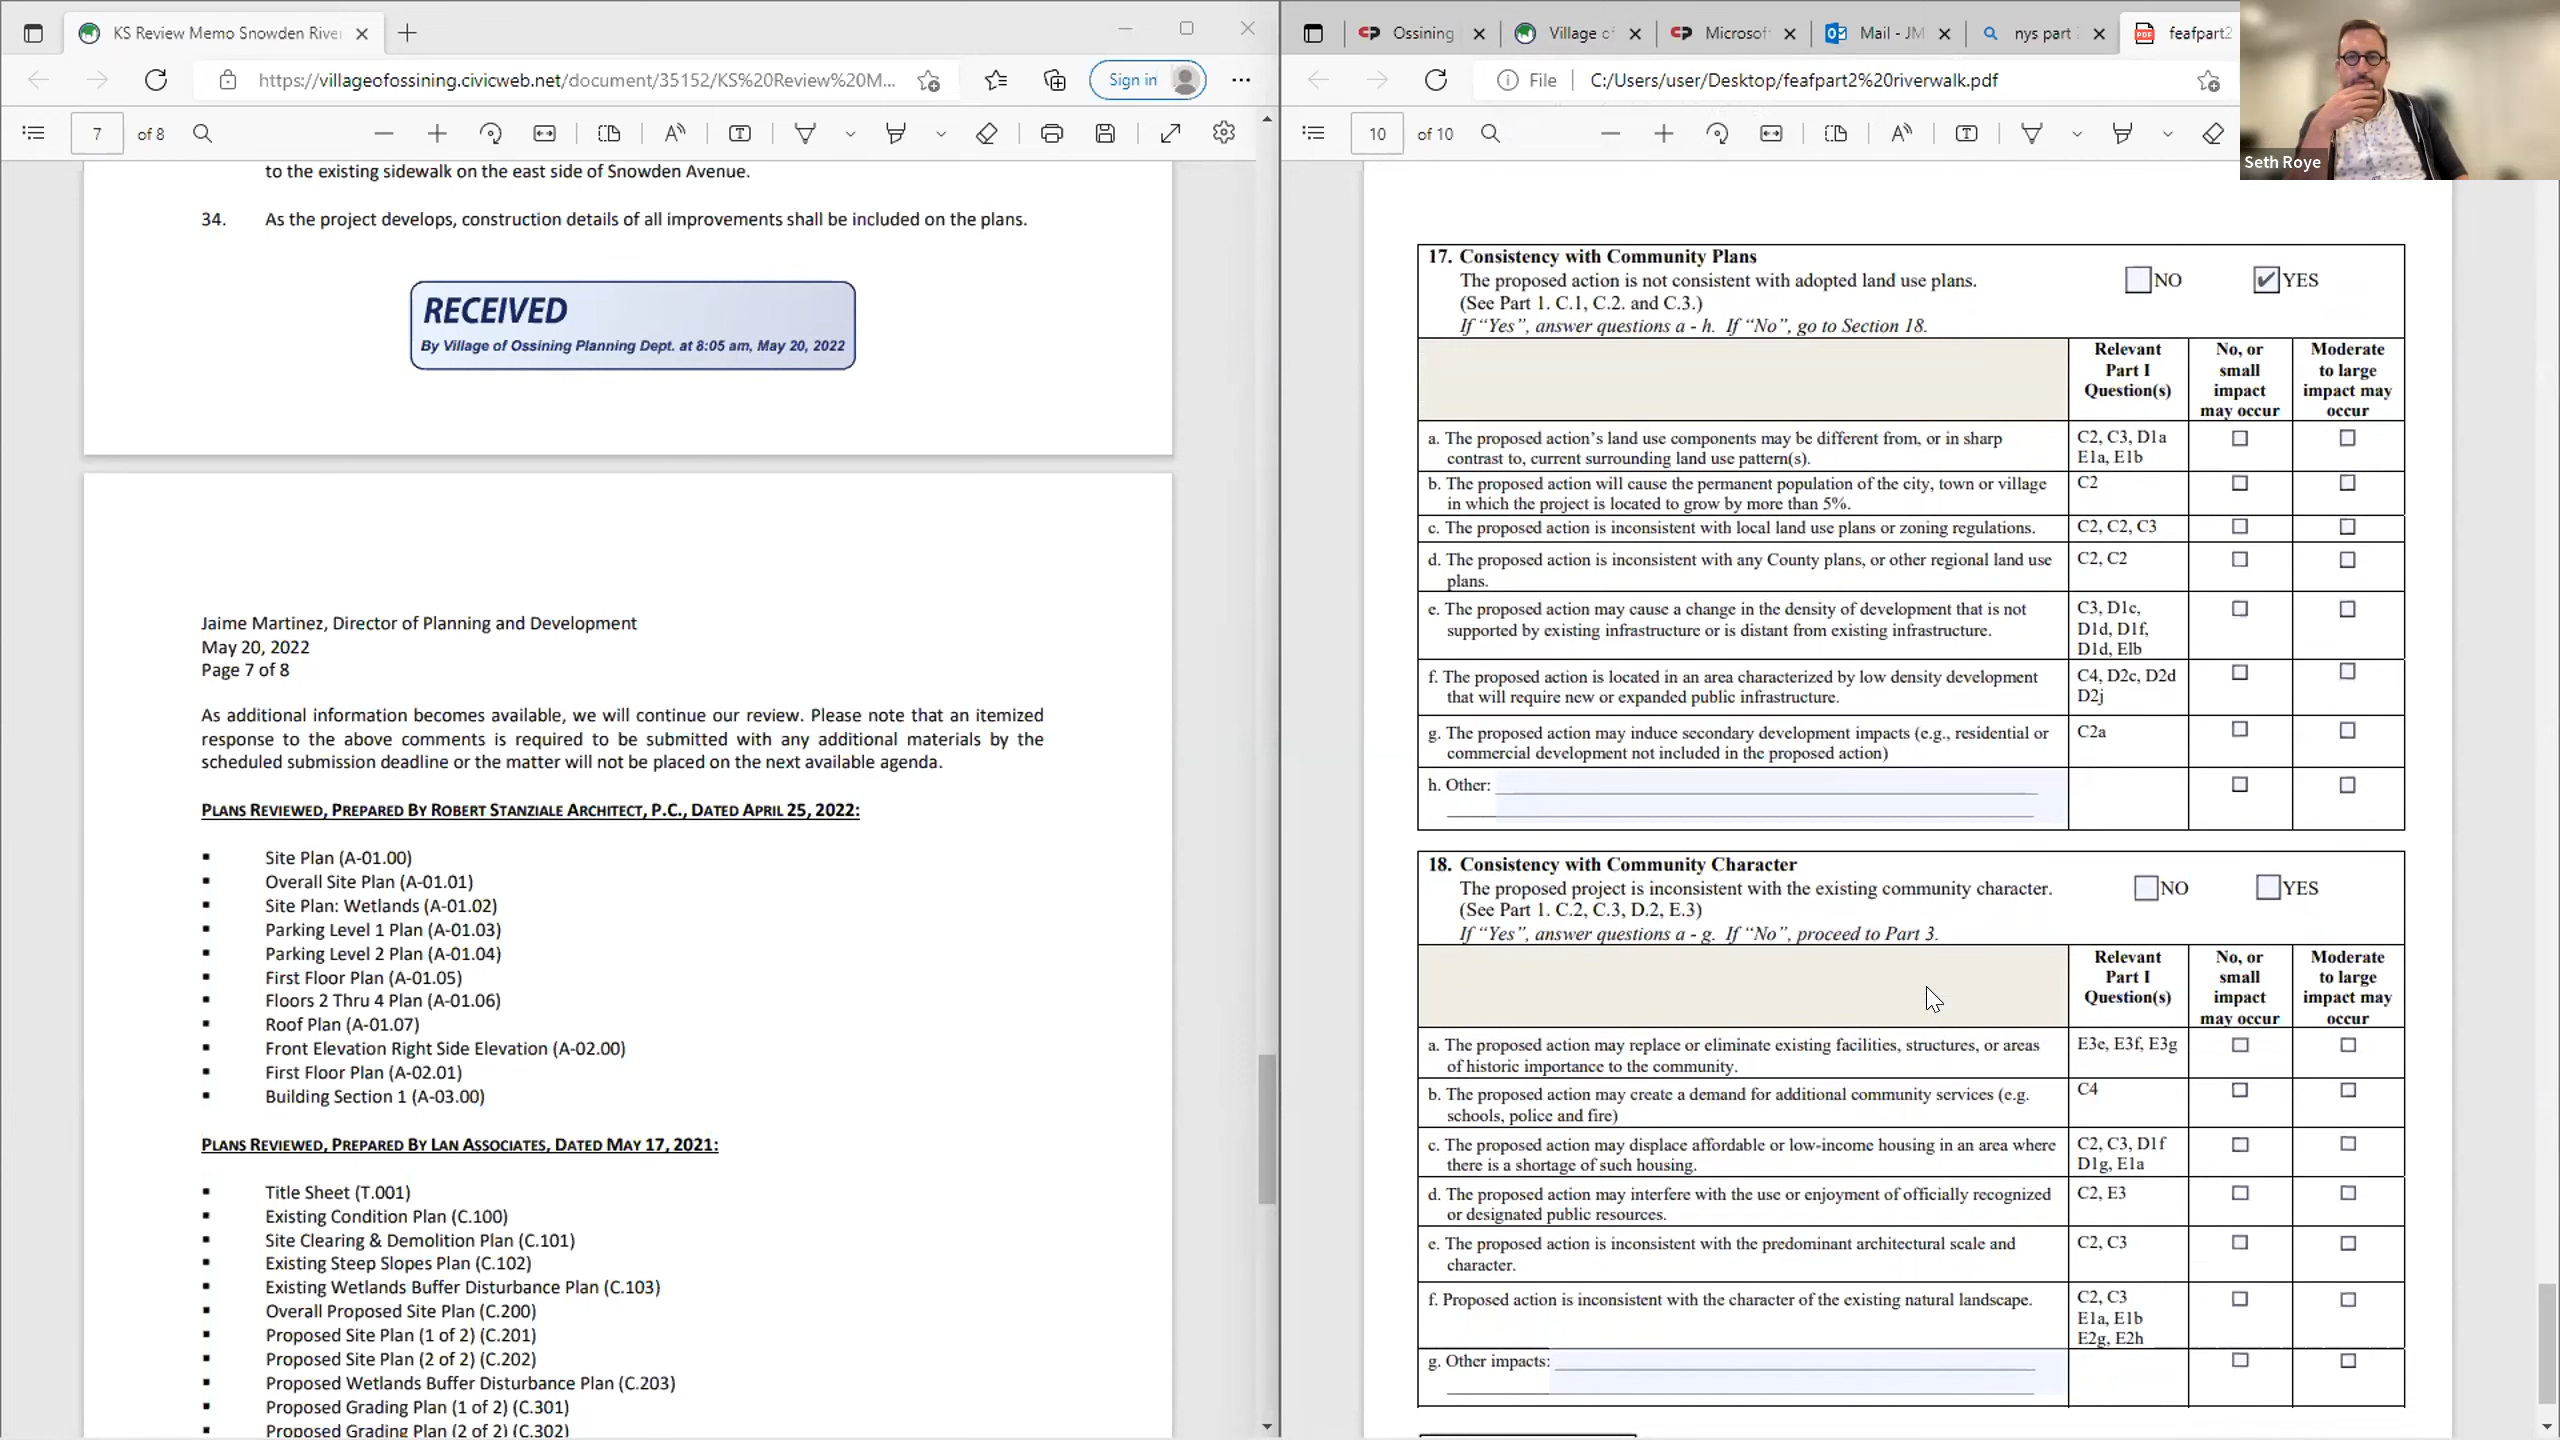 KS Review Memo Snowden River
https://villageofossining.civicweb.net/document/35152/KS%20Review%20M...
Sign in
7 of 8
to the existing sidewalk on the east side of Snowden Avenue.
34. As the project develops, construction details of all improvements shall be included on the plans.
RECEIVED
By Village of Ossining Planning Dept. at 8:05 am, May 20, 2022
Jaime Martinez, Director of Planning and Development
May 20, 2022
Page 7 of 8
As additional information becomes available, we will continue our review. Please note that an itemized
response to the above comments is required to be submitted with any additional materials by the
scheduled submission deadline or the matter will not be placed on the next available agenda.
PLANS REVIEWED, PREPARED BY ROBERT STANZIALE ARCHITECT, P.C., DATED APRIL 25, 2022:
▪ Site Plan (A-01.00)
▪ Overall Site Plan (A-01.01)
▪ Site Plan: Wetlands (A-01.02)
▪ Parking Level 1 Plan (A-01.03)
▪ Parking Level 2 Plan (A-01.04)
▪ First Floor Plan (A-01.05)
▪ Floors 2 Thru 4 Plan (A-01.06)
▪ Roof Plan (A-01.07)
▪ Front Elevation Right Side Elevation (A-02.00)
▪ First Floor Plan (A-02.01)
▪ Building Section 1 (A-03.00)
PLANS REVIEWED, PREPARED BY LAN ASSOCIATES, DATED MAY 17, 2021:
▪ Title Sheet (T.001)
▪ Existing Condition Plan (C.100)
▪ Site Clearing & Demolition Plan (C.101)
▪ Existing Steep Slopes Plan (C.102)
▪ Existing Wetlands Buffer Disturbance Plan (C.103)
▪ Overall Proposed Site Plan (C.200)
▪ Proposed Site Plan (1 of 2) (C.201)
▪ Proposed Site Plan (2 of 2) (C.202)
▪ Proposed Wetlands Buffer Disturbance Plan (C.203)
▪ Proposed Grading Plan (1 of 2) (C.301)
▪ Proposed Grading Plan (2 of 2) (C.302)
Ossining Village of Microsof Mail - JM nys part feafpart2
File C:/Users/user/Desktop/feafpart2%20riverwalk.pdf
10 of 10
Seth Roye
17. Consistency with Community Plans
The proposed action is not consistent with adopted land use plans. NO YES
(See Part 1. C.1, C.2. and C.3.)
If “Yes”, answer questions a - h. If “No”, go to Section 18.
Relevant Part I Question(s) No, or small impact may occur Moderate to large impact may occur
a. The proposed action’s land use components may be different from, or in sharp C2, C3, D1a
contrast to, current surrounding land use pattern(s). E1a, E1b
b. The proposed action will cause the permanent population of the city, town or village C2
in which the project is located to grow by more than 5%.
c. The proposed action is inconsistent with local land use plans or zoning regulations. C2, C2, C3
d. The proposed action is inconsistent with any County plans, or other regional land use C2, C2
plans.
e. The proposed action may cause a change in the density of development that is not C3, D1c,
supported by existing infrastructure or is distant from existing infrastructure. D1d, D1f,
D1d, Elb
f. The proposed action is located in an area characterized by low density development C4, D2c, D2d
that will require new or expanded public infrastructure. D2j
g. The proposed action may induce secondary development impacts (e.g., residential or C2a
commercial development not included in the proposed action)
h. Other:
18. Consistency with Community Character
The proposed project is inconsistent with the existing community character. NO YES
(See Part 1. C.2, C.3, D.2, E.3)
If “Yes”, answer questions a - g. If “No”, proceed to Part 3.
Relevant Part I Question(s) No, or small impact may occur Moderate to large impact may occur
a. The proposed action may replace or eliminate existing facilities, structures, or areas E3e, E3f, E3g
of historic importance to the community.
b. The proposed action may create a demand for additional community services (e.g. C4
schools, police and fire)
c. The proposed action may displace affordable or low-income housing in an area where C2, C3, D1f
there is a shortage of such housing. D1g, E1a
d. The proposed action may interfere with the use or enjoyment of officially recognized C2, E3
or designated public resources.
e. The proposed action is inconsistent with the predominant architectural scale and C2, C3
character.
f. Proposed action is inconsistent with the character of the existing natural landscape. C2, C3
E1a, E1b
E2g, E2h
g. Other impacts: